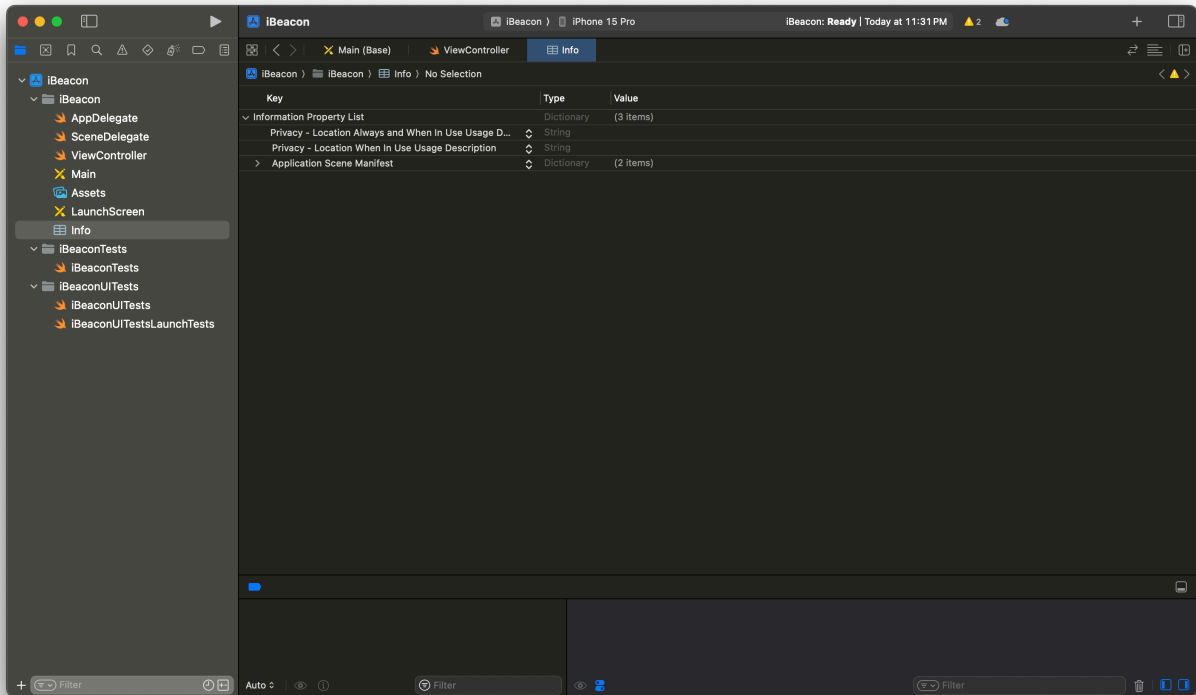 iBeacon
iBeacon 〉 iPhone 15 Pro
iBeacon: Ready | Today at 11:31 PM
2
Main (Base)
ViewController
Info
iBeacon 〉 iBeacon 〉 Info 〉 No Selection
iBeacon
iBeacon
AppDelegate
SceneDelegate
ViewController
Main
Assets
LaunchScreen
Info
iBeaconTests
iBeaconTests
iBeaconUITests
iBeaconUITests
iBeaconUITestsLaunchTests
Key Type Value
Information Property List Dictionary (3 items)
Privacy - Location Always and When In Use Usage D... String
Privacy - Location When In Use Usage Description String
Application Scene Manifest Dictionary (2 items)
Filter
Auto
Filter
Filter